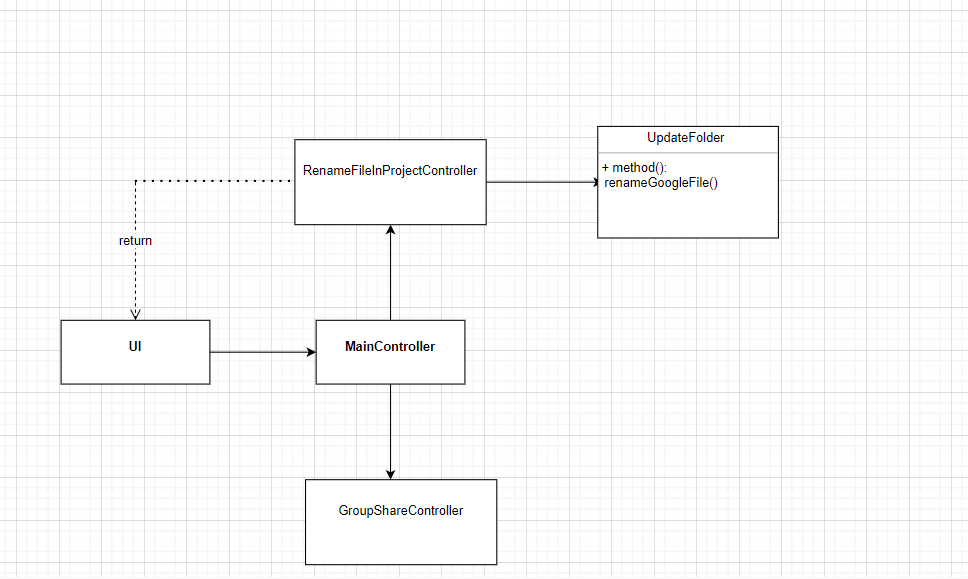 UpdateFolder
+ method():
renameGoogleFile()
RenameFileInProjectController
return
UI
MainController
GroupShareController